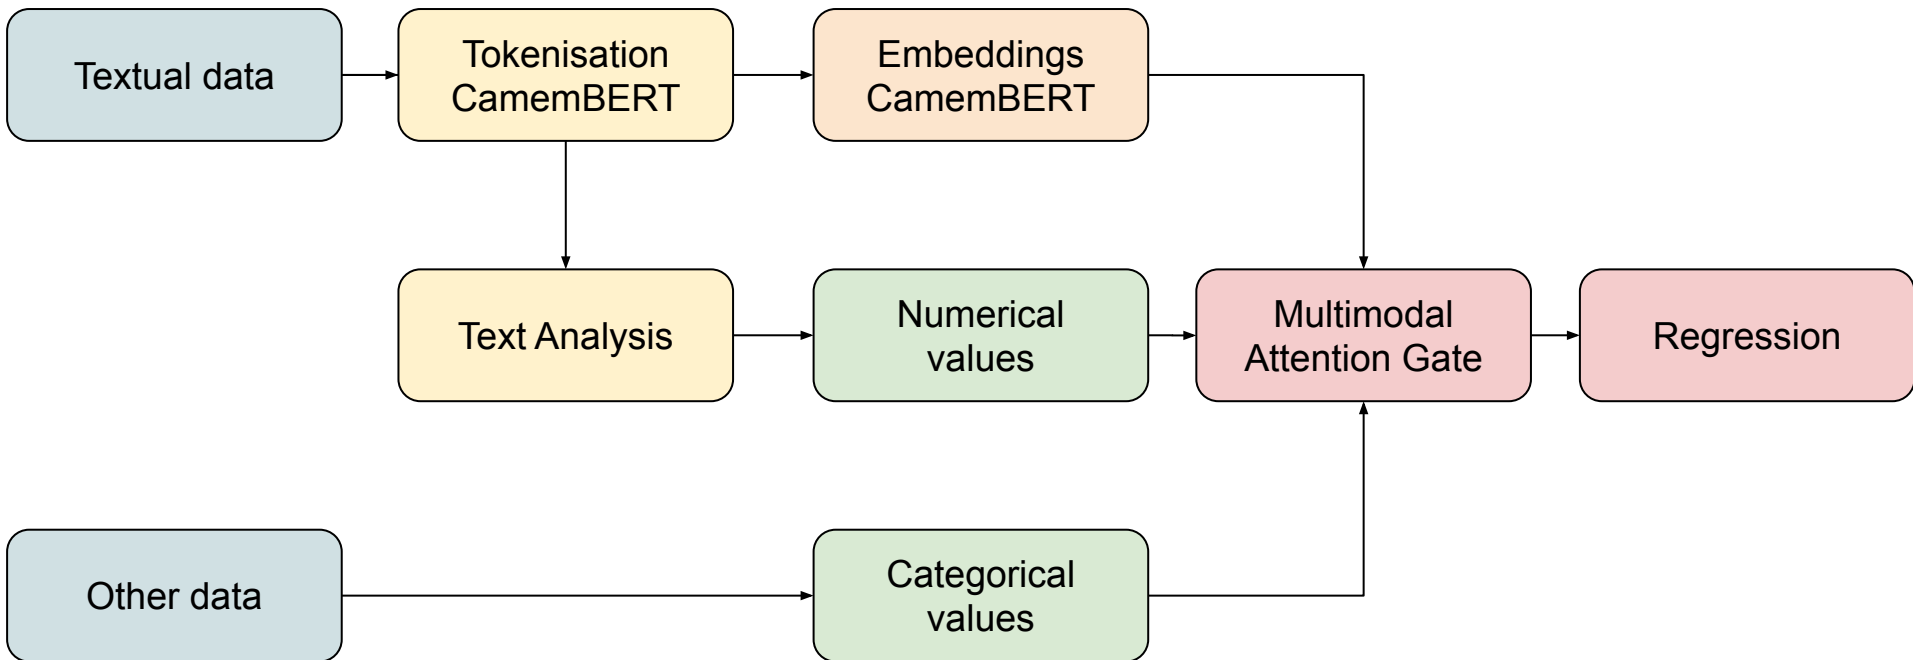 Textual data
Tokenisation
CamemBERT
Embeddings
CamemBERT
Text Analysis
Numerical
values
Multimodal
Attention Gate
Regression
Other data
Categorical
values